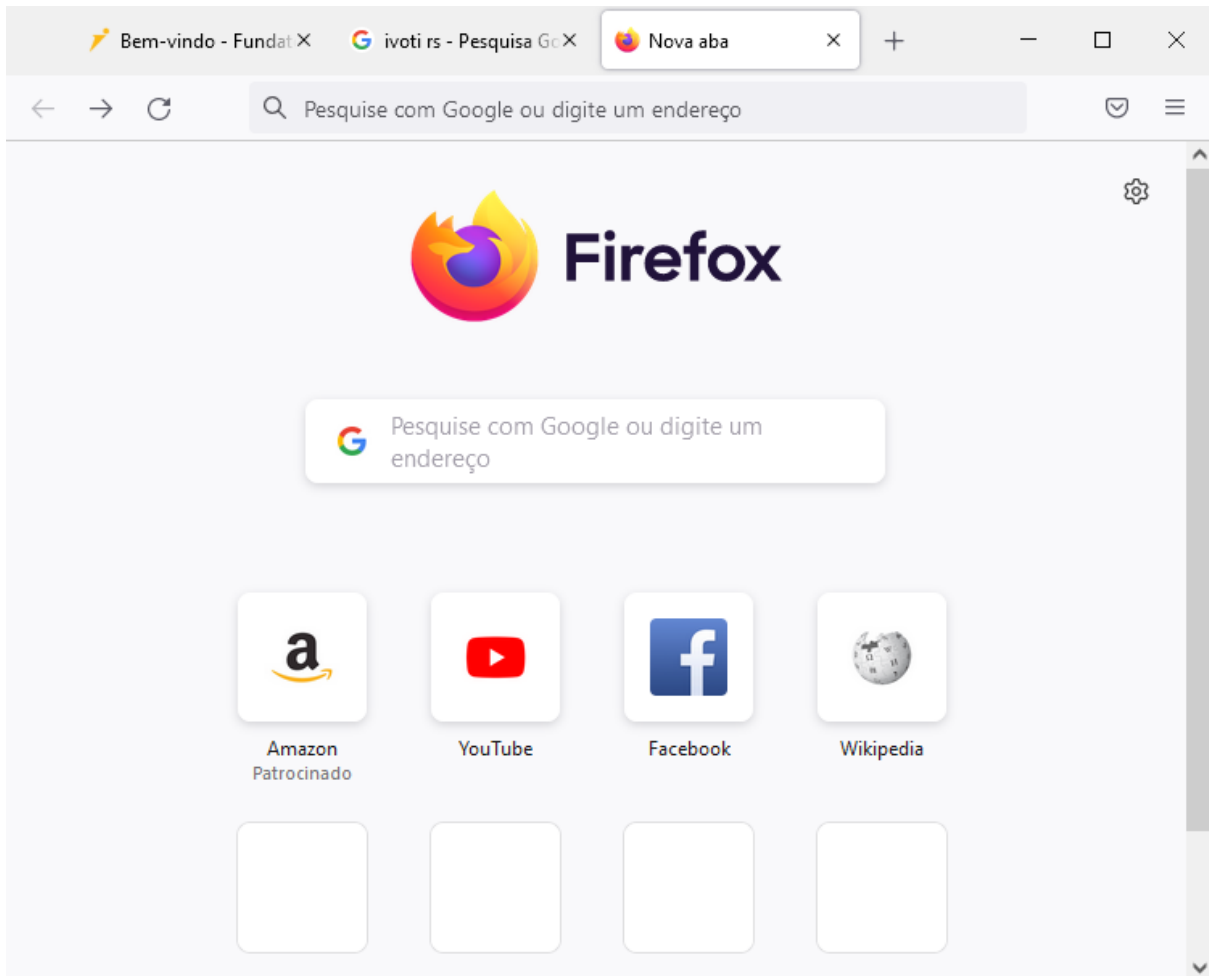 Bem-vindo - Fundat
ivoti rs - Pesquisa Go
Nova aba
Pesquise com Google ou digite um endereço
Firefox
Pesquise com Google ou digite um
endereço
Amazon
Patrocinado
YouTube
Facebook
Wikipedia